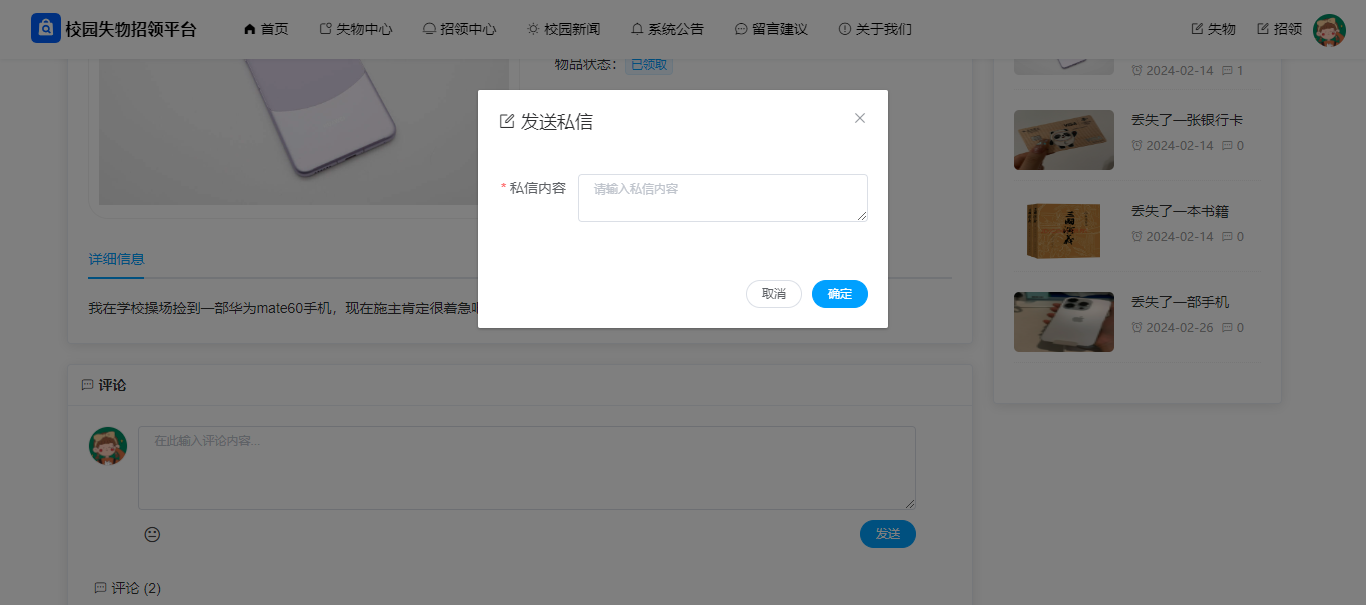 校园失物招领平台 首页 失物中心 招领中心 校园新闻 系统公告 留言建议 关于我们 失物 招领
物品状态： 已领取
发送私信
* 私信内容 请输入私信内容
取消 确定
详细信息
我在学校操场捡到一部华为mate60手机，现在施主肯定很着急
评论
在此输入评论内容...
发送
评论 (2)
2024-02-14 1
丢失了一张银行卡
2024-02-14 0
丢失了一本书籍
2024-02-14 0
丢失了一部手机
2024-02-26 0